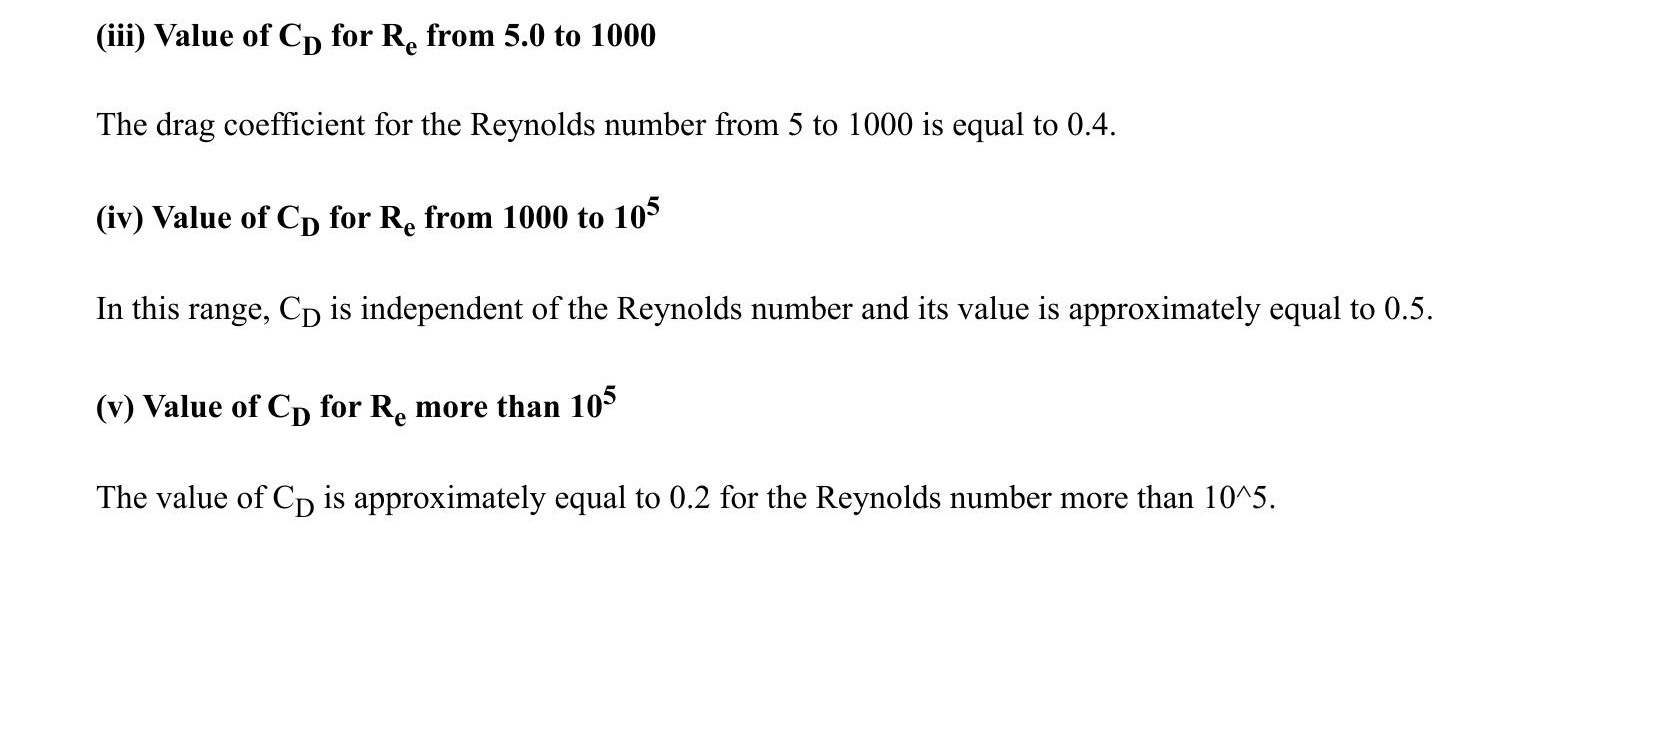 (iii) Value of C_D for R_e from 5.0 to 1000
The drag coefficient for the Reynolds number from 5 to 1000 is equal to 0.4.
(iv) Value of C_D for R_e from 1000 to 10^5
In this range, C_D is independent of the Reynolds number and its value is approximately equal to 0.5.
(v) Value of C_D for R_e more than 10^5
The value of C_D is approximately equal to 0.2 for the Reynolds number more than 10^5.